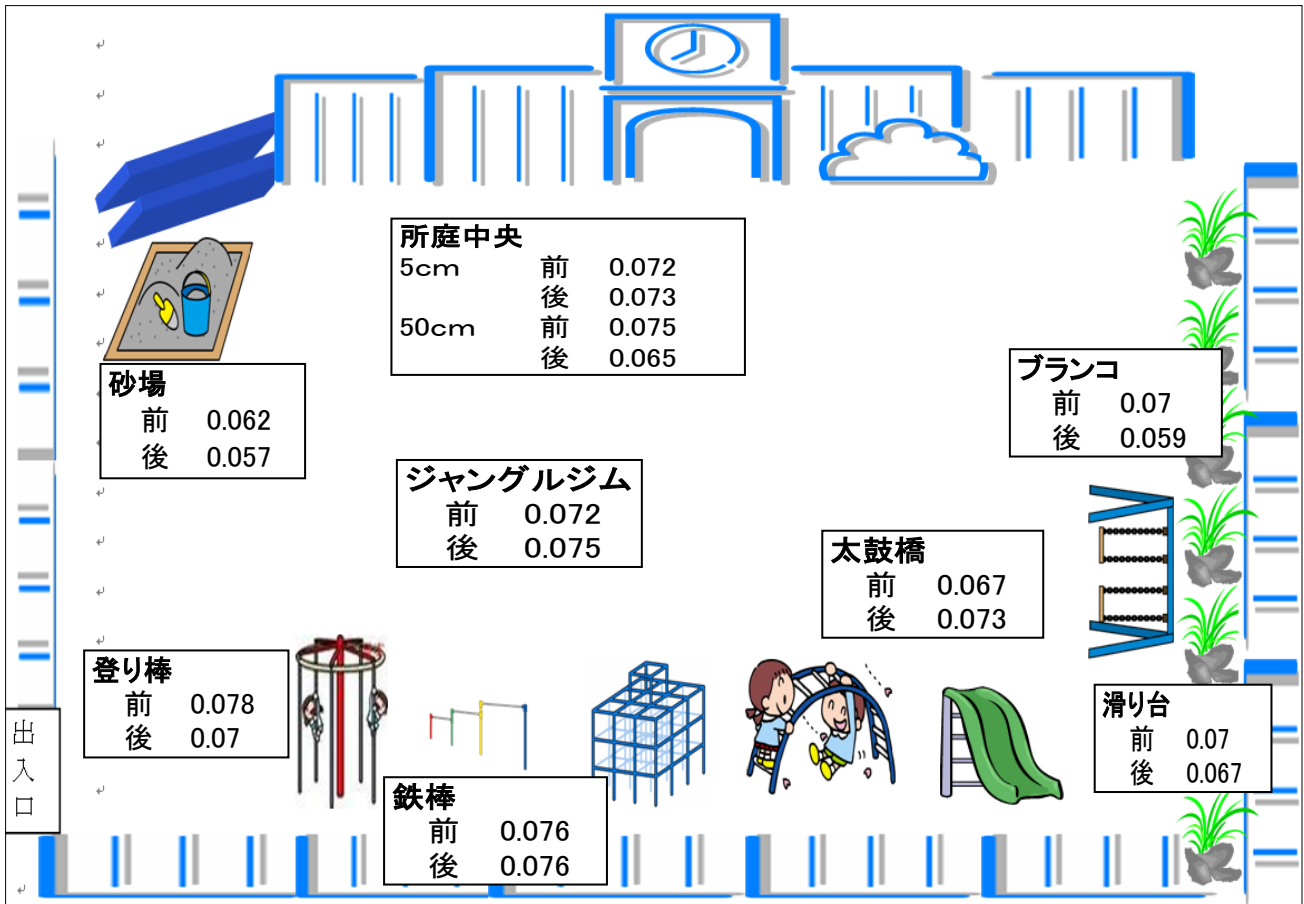 所庭中央
5cm 前 0.072
後 0.073
50cm 前 0.075
後 0.065
砂場
前 0.062
後 0.057
ブランコ
前 0.07
後 0.059
ジャングルジム
前 0.072
後 0.075
太鼓橋
前 0.067
後 0.073
登り棒
前 0.078
後 0.07
滑り台
前 0.07
後 0.067
鉄棒
前 0.076
後 0.076
出
入
口